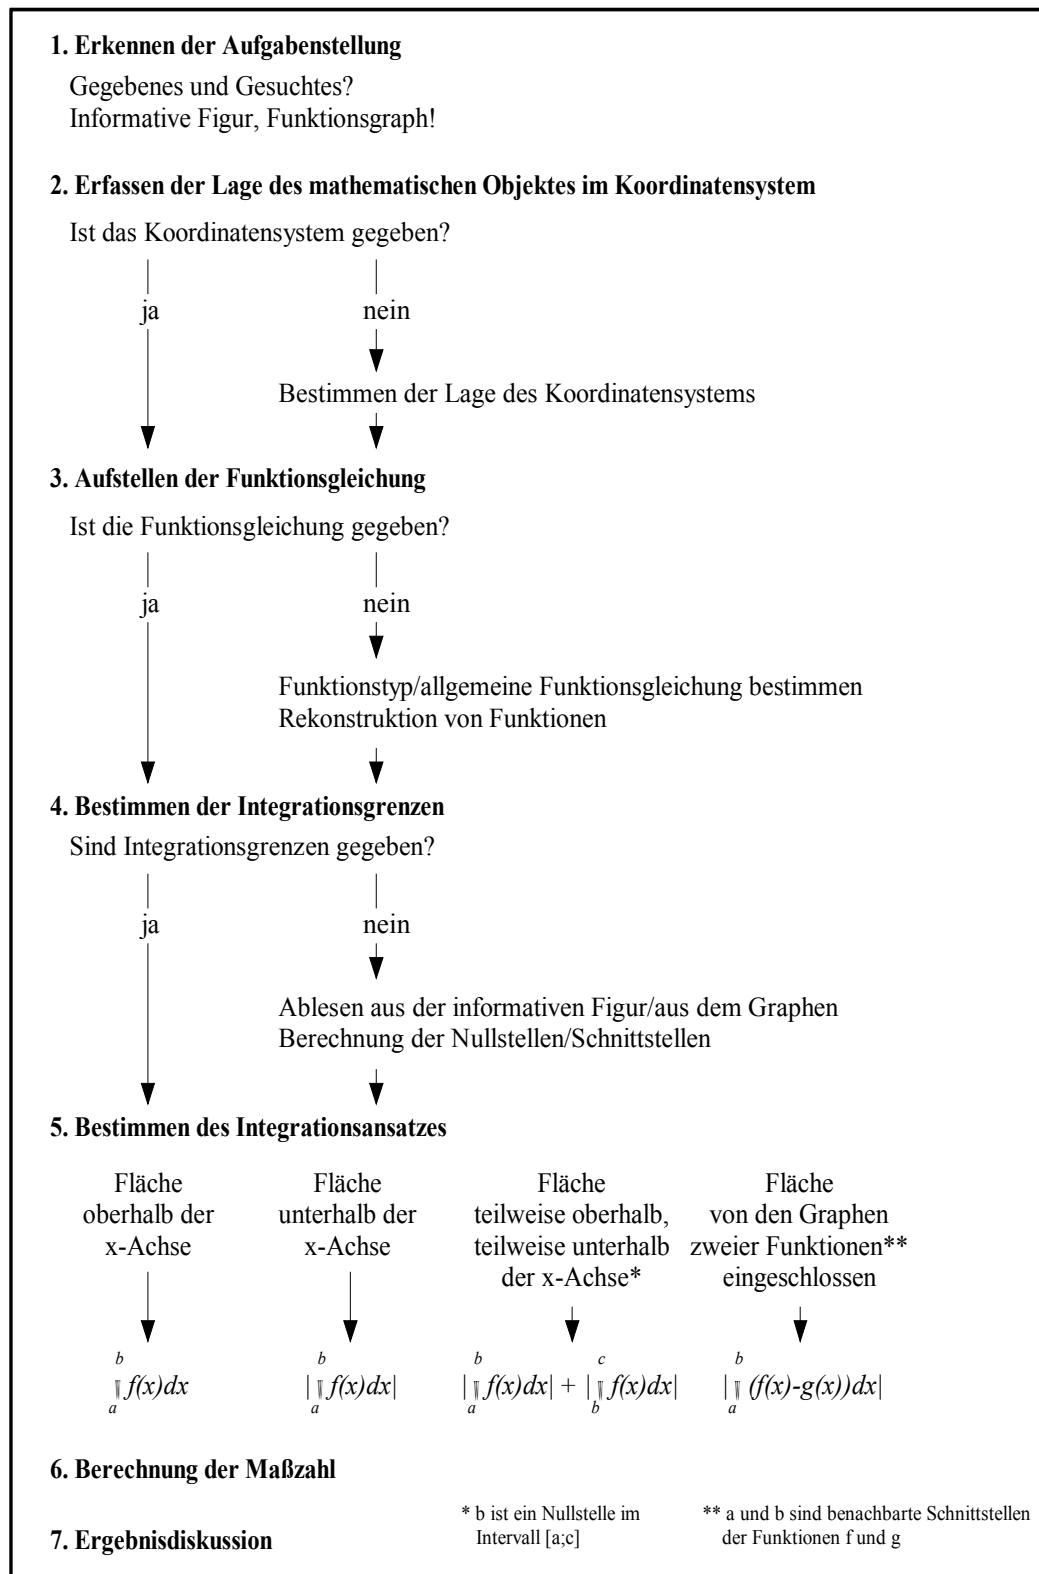 1. Erkennen der Aufgabenstellung
Gegebenes und Gesuchtes?
Informative Figur, Funktionsgraph!
2. Erfassen der Lage des mathematischen Objektes im Koordinatensystem
Ist das Koordinatensystem gegeben?
ja nein
Bestimmen der Lage des Koordinatensystems
3. Aufstellen der Funktionsgleichung
Ist die Funktionsgleichung gegeben?
ja nein
Funktionstyp/allgemeine Funktionsgleichung bestimmen
Rekonstruktion von Funktionen
4. Bestimmen der Integrationsgrenzen
Sind Integrationsgrenzen gegeben?
ja nein
Ablesen aus der informativen Figur/aus dem Graphen
Berechnung der Nullstellen/Schnittstellen
5. Bestimmen des Integrationsansatzes
Fläche
oberhalb der
x-Achse
Fläche
unterhalb der
x-Achse
Fläche
teilweise oberhalb,
teilweise unterhalb
der x-Achse*
Fläche
von den Graphen
zweier Funktionen**
eingeschlossen
b
f(x)dx
a
b
| f(x)dx|
a
b c
| f(x)dx| + | f(x)dx|
a b
b
| (f(x)-g(x))dx|
a
6. Berechnung der Maßzahl
7. Ergebnisdiskussion
* b ist ein Nullstelle im
Intervall [a;c]
** a und b sind benachbarte Schnittstellen
der Funktionen f und g